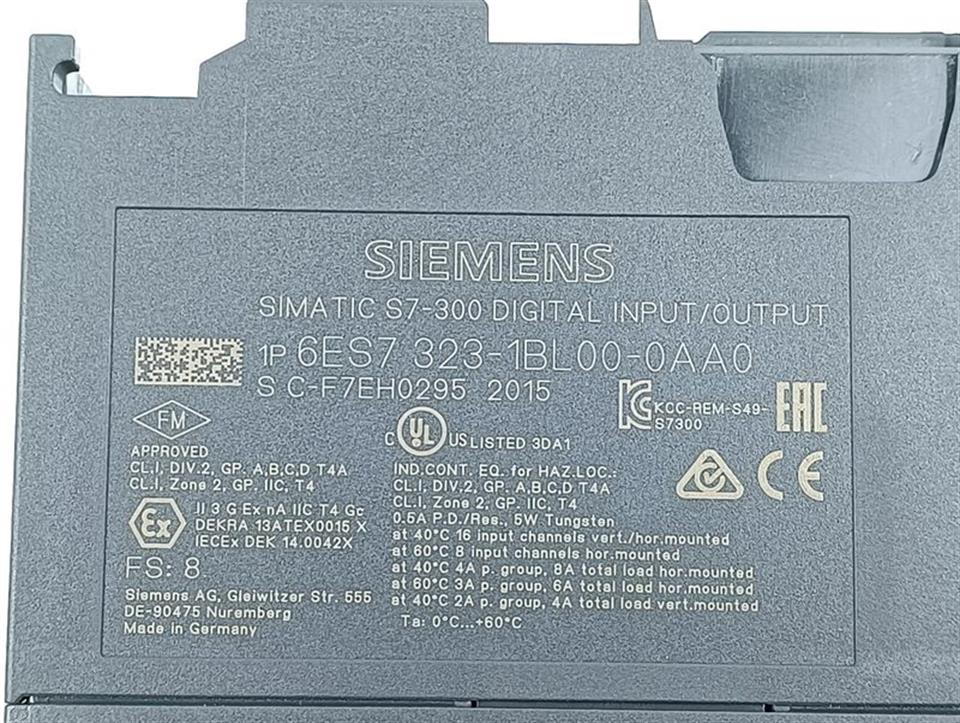 SIEMENS
SIMATIC S7-300 DIGITAL INPUT/OUTPUT
1P 6ES7 323-1BL00-0AA0
S C-F7EH0295 2015
KCC-REM-S49-
S7300
EAC
FM
APPROVED
CL.I, DIV.2, GP. A,B,C,D T4A
CL.I, Zone 2, GP. IIC, T4
Ex
II 3 G Ex nA IIC T4 Gc
DEKRA 13ATEX0015 X
IECEx DEK 14.0042X
FS: 8
Siemens AG, Gleiwitzer Str. 555
DE-90475 Nuremberg
Made in Germany
C UL US LISTED 3DA1
IND.CONT. EQ. for HAZ.LOC.:
CL.I, DIV.2, GP. A,B,C,D T4A
CL.I, Zone 2, GP. IIC, T4
0.5A P.D./Res., 5W Tungsten
at 40°C 16 input channels vert./hor.mounted
at 60°C 8 input channels hor.mounted
at 40°C 4A p. group, 8A total load hor.mounted
at 60°C 3A p. group, 6A total load hor.mounted
at 40°C 2A p. group, 4A total load vert.mounted
Ta: 0°C...+60°C
CE